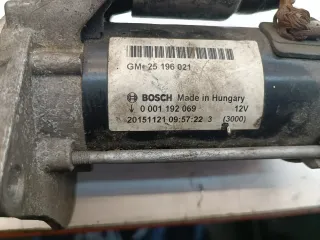 GM: 25 196 021
BOSCH Made in Hungary
0 001 192 069 12V
20151121 09:57:22 3 (3000)